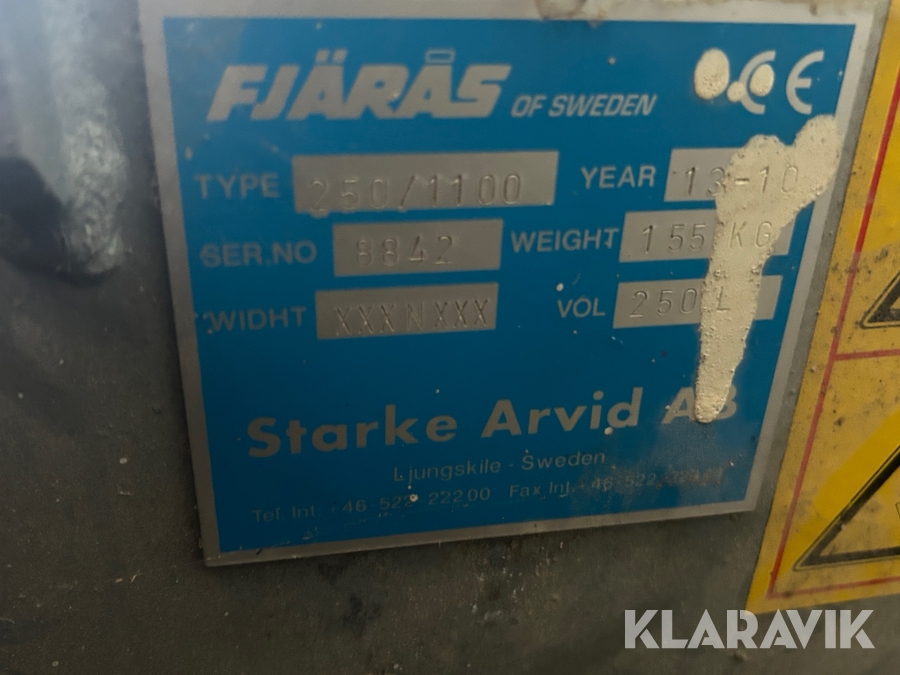 FJÄRÅS OF SWEDEN CE
TYPE 250/1100 YEAR 13-10
SER.NO 8842 WEIGHT 155 KG
WIDHT XXXNXXX VOL 250 L
Starke Arvid AB
Ljungskile - Sweden
Tel. Int. +46-522-222 00 Fax Int. +46-522
KLARAVIK